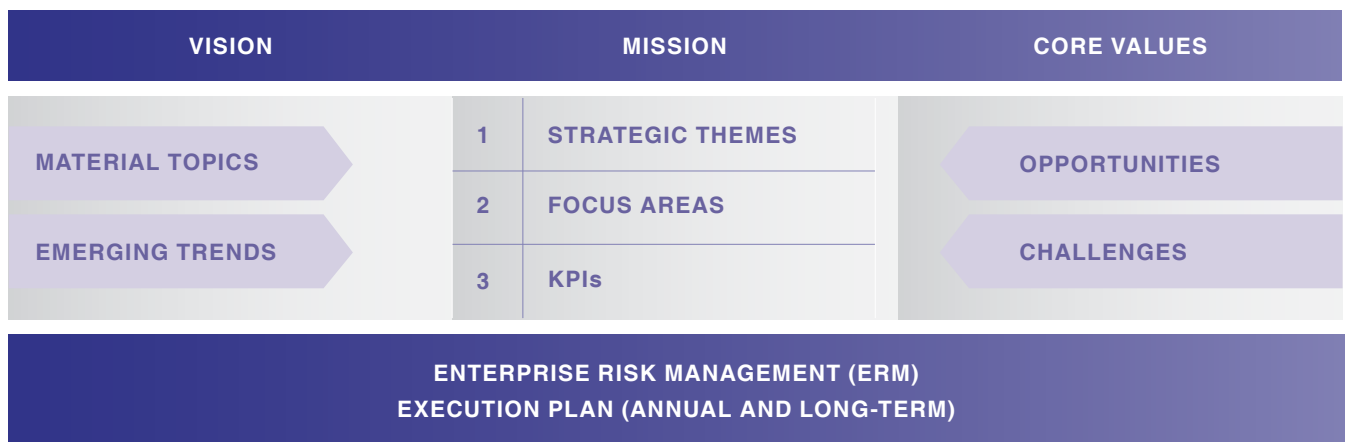 VISION
MISSION
CORE VALUES
MATERIAL TOPICS
EMERGING TRENDS
1 STRATEGIC THEMES
2 FOCUS AREAS
3 KPIs
OPPORTUNITIES
CHALLENGES
ENTERPRISE RISK MANAGEMENT (ERM)
EXECUTION PLAN (ANNUAL AND LONG-TERM)